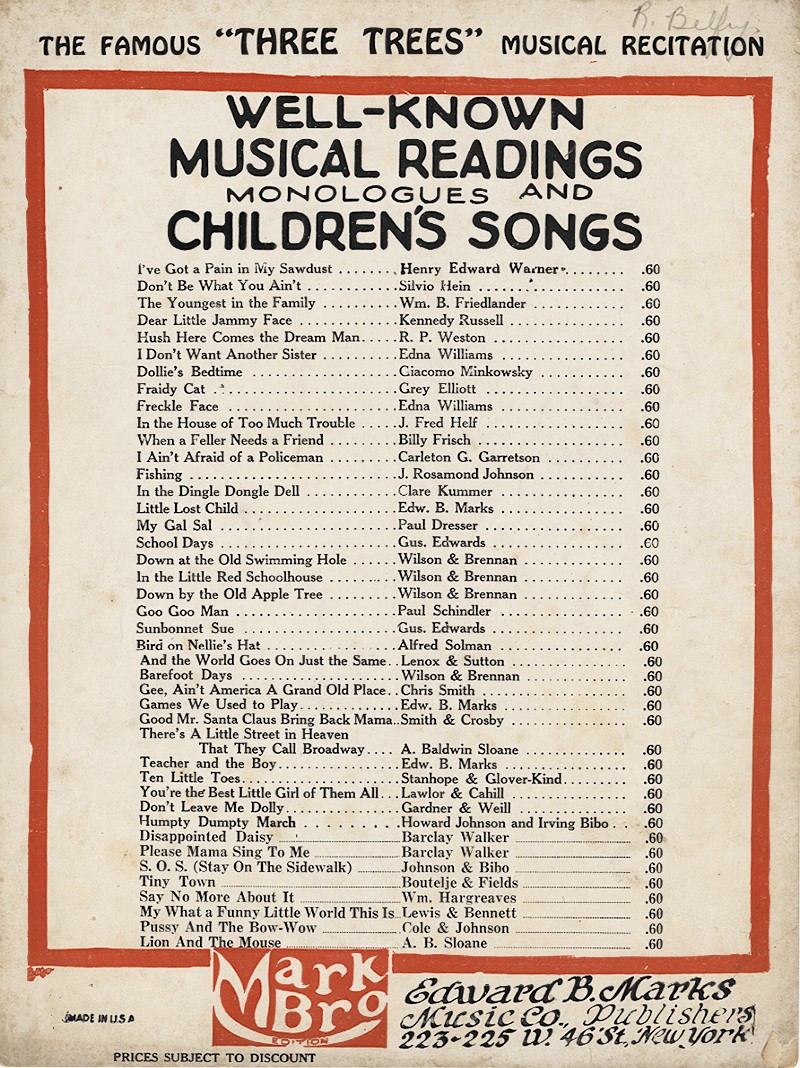 R. Belfry
THE FAMOUS "THREE TREES" MUSICAL RECITATION
WELL-KNOWN
MUSICAL READINGS
MONOLOGUES AND
CHILDREN'S SONGS
I've Got a Pain in My Sawdust ....... Henry Edward Warner ........ .60
Don't Be What You Ain't ............ Silvio Hein ............ .60
The Youngest in the Family .......... Wm. B. Friedlander ............ .60
Dear Little Jammy Face ............. Kennedy Russell ............... .60
Hush Here Comes the Dream Man..... R. P. Weston ................. .60
I Don't Want Another Sister .......... Edna Williams ................. .60
Dollie's Bedtime ................... Giacomo Minkowsky ............ .60
Fraidy Cat ........................ Grey Elliott .................. .60
Freckle Face ...................... Edna Williams ................. .60
In the House of Too Much Trouble ..... J. Fred Helf ................. .60
When a Feller Needs a Friend ......... Billy Frisch .................. .60
I Ain't Afraid of a Policeman ......... Carleton G. Garretson .......... .60
Fishing ........................... J. Rosamond Johnson ........... .60
In the Dingle Dongle Dell ............ Clare Kummer ................ .60
Little Lost Child .................... Edw. B. Marks ................ .60
My Gal Sal ........................ Paul Dresser .................. .60
School Days ....................... Gus. Edwards ................. .60
Down at the Old Swimming Hole ...... Wilson & Brennan .............. .60
In the Little Red Schoolhouse ......... Wilson & Brennan .............. .60
Down by the Old Apple Tree ......... Wilson & Brennan .............. .60
Goo Goo Man ..................... Paul Schindler ................ .60
Sunbonnet Sue .................... Gus. Edwards ................. .60
Bird on Nellie's Hat ................. Alfred Solman ................. .60
And the World Goes On Just the Same.. Lenox & Sutton ............... .60
Barefoot Days ..................... Wilson & Brennan .............. .60
Gee, Ain't America A Grand Old Place.. Chris Smith .................. .60
Games We Used to Play............. Edw. B. Marks ................ .60
Good Mr. Santa Claus Bring Back Mama.. Smith & Crosby ............... .60
There's A Little Street in Heaven
That They Call Broadway.... A. Baldwin Sloane ............. .60
Teacher and the Boy................ Edw. B. Marks ................ .60
Ten Little Toes..................... Stanhope & Glover-Kind......... .60
You're the Best Little Girl of Them All... Lawlor & Cahill ............... .60
Don't Leave Me Dolly............... Gardner & Weill ............... .60
Humpty Dumpty March ........ Howard Johnson and Irving Bibo . . .60
Disappointed Daisy ........ Barclay Walker ........ .60
Please Mama Sing To Me ........ Barclay Walker ........ .60
S. O. S. (Stay On The Sidewalk) ........ Johnson & Bibo ........ .60
Tiny Town ........ Boutelje & Fields ........ .60
Say No More About It ........ Wm. Hargreaves ........ .60
My What a Funny Little World This Is.. Lewis & Bennett ........ .60
Pussy And The Bow-Wow ........ Cole & Johnson ........ .60
Lion And The Mouse ........ A. B. Sloane ........ .60
Mark Bro
EDITION
Edward B. Marks
Music Co., Publishers
223-225 W. 46 St., New York
MADE IN U.S.A
PRICES SUBJECT TO DISCOUNT